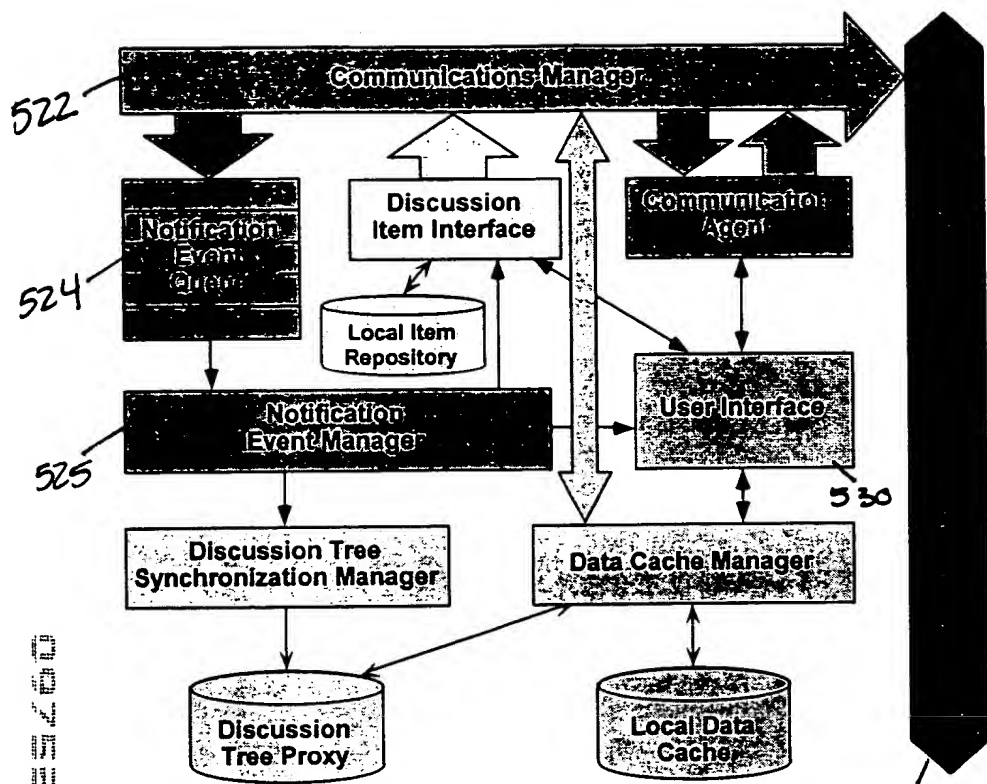 Communications Manager
522
Notification
Event
Queue
Discussion
Item Interface
Communication
Agent
524
Local Item
Repository
Notification
Event Manager
User Interface
525
530
Discussion Tree
Synchronization Manager
Data Cache Manager
Discussion
Tree Proxy
Local Data
Cache